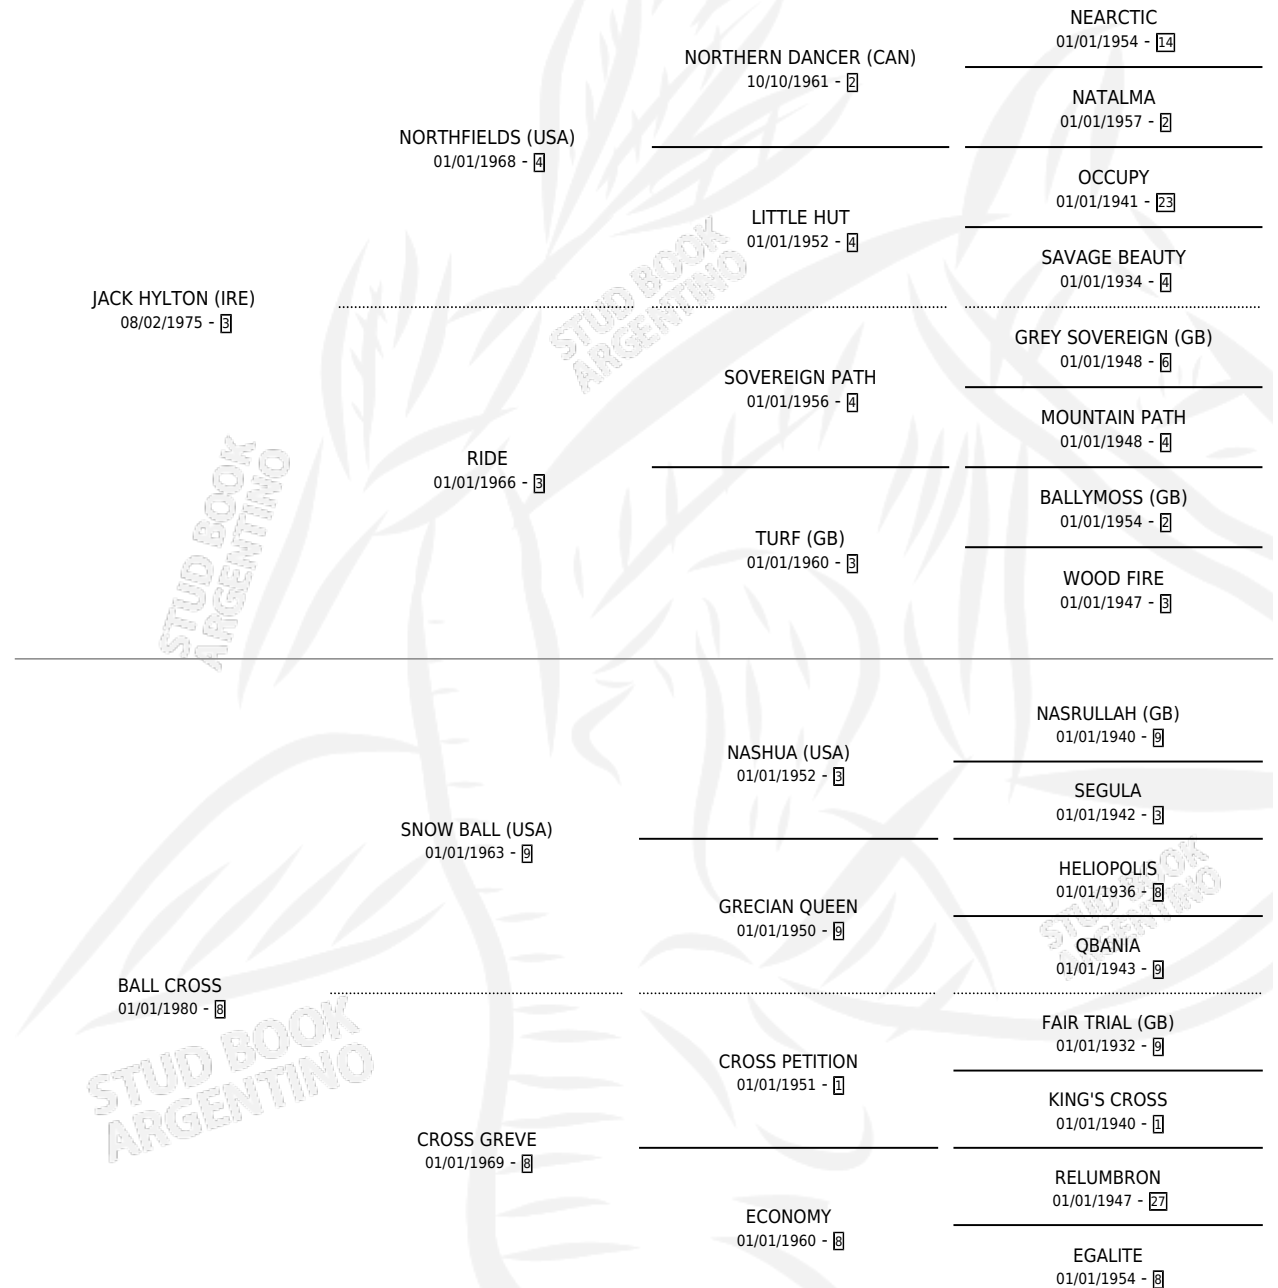 NEARCTIC
01/01/1954 - 14
NORTHERN DANCER (CAN)
10/10/1961 - 2
NATALMA
01/01/1957 - 2
NORTHFIELDS (USA)
01/01/1968 - 4
OCCUPY
01/01/1941 - 23
LITTLE HUT
01/01/1952 - 4
SAVAGE BEAUTY
01/01/1934 - 4
JACK HYLTON (IRE)
08/02/1975 - 3
GREY SOVEREIGN (GB)
01/01/1948 - 6
SOVEREIGN PATH
01/01/1956 - 4
MOUNTAIN PATH
01/01/1948 - 4
RIDE
01/01/1966 - 3
BALLYMOSS (GB)
01/01/1954 - 2
TURF (GB)
01/01/1960 - 3
WOOD FIRE
01/01/1947 - 3
NASRULLAH (GB)
01/01/1940 - 9
NASHUA (USA)
01/01/1952 - 3
SEGULA
01/01/1942 - 3
SNOW BALL (USA)
01/01/1963 - 9
HELIOPOLIS
01/01/1936 - 8
GRECIAN QUEEN
01/01/1950 - 9
QBANIA
01/01/1943 - 9
BALL CROSS
01/01/1980 - 8
FAIR TRIAL (GB)
01/01/1932 - 9
CROSS PETITION
01/01/1951 - 1
KING'S CROSS
01/01/1940 - 1
CROSS GREVE
01/01/1969 - 8
RELUMBRON
01/01/1947 - 27
ECONOMY
01/01/1960 - 8
EGALITE
01/01/1954 - 8
STUD BOOK
ARGENTINO
STUD BOOK
ARGENTINO
STUD BOOK
ARGENTINO
STUD BOOK
ARGENTINO